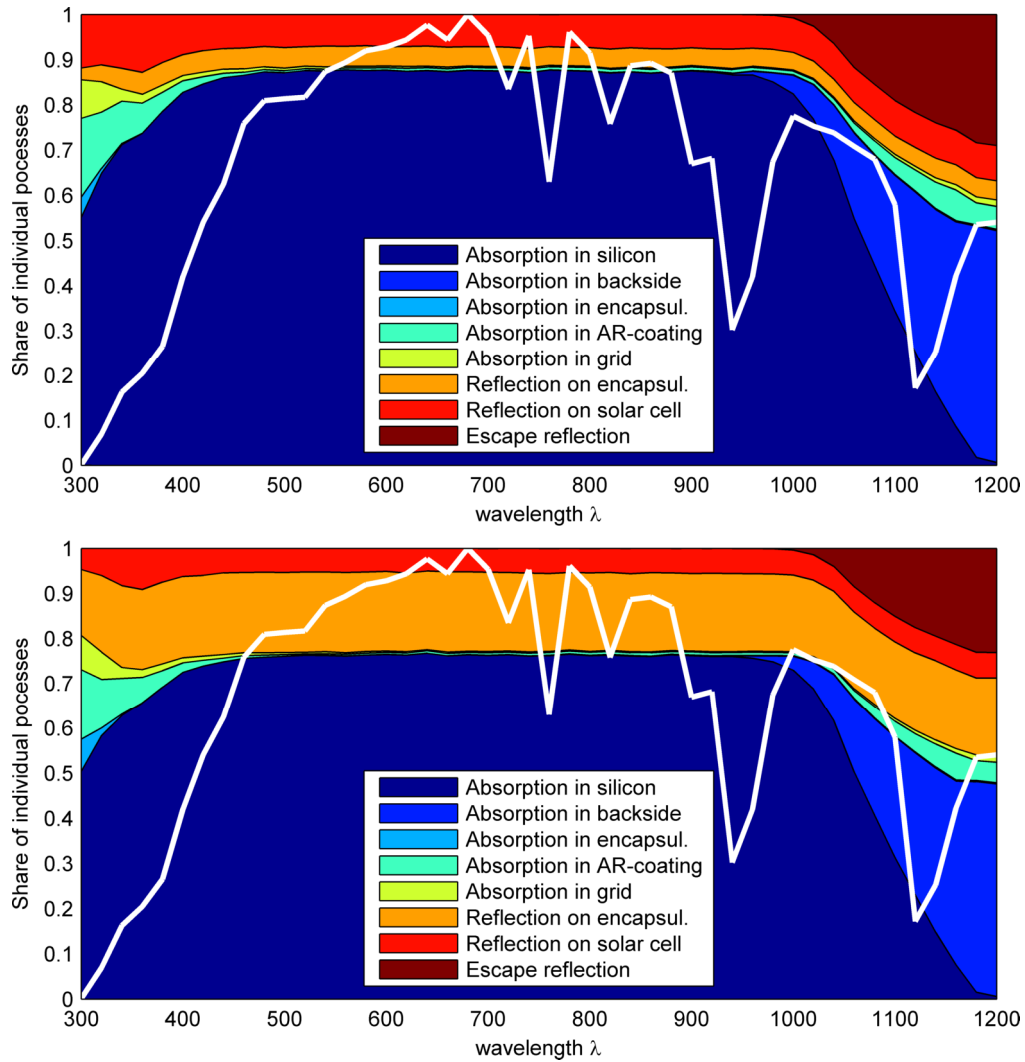 1
0.9
0.8
0.7
0.6
0.5
0.4
0.3
0.2
0.1
0
Share of individual pocesses
Absorption in silicon
Absorption in backside
Absorption in encapsul.
Absorption in AR-coating
Absorption in grid
Reflection on encapsul.
Reflection on solar cell
Escape reflection
300 400 500 600 700 800 900 1000 1100 1200
wavelength λ
1
0.9
0.8
0.7
0.6
0.5
0.4
0.3
0.2
0.1
0
Share of individual pocesses
Absorption in silicon
Absorption in backside
Absorption in encapsul.
Absorption in AR-coating
Absorption in grid
Reflection on encapsul.
Reflection on solar cell
Escape reflection
300 400 500 600 700 800 900 1000 1100 1200
wavelength λ